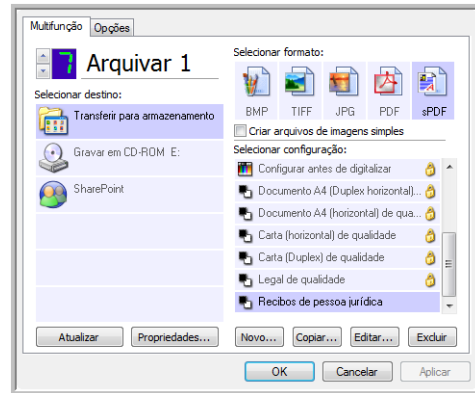 Multifunção Opções
7 Arquivar 1
Selecionar destino:
Transferir para armazenamento
Gravar em CD-ROM E:
SharePoint
Selecionar formato:
BMP TIFF JPG PDF sPDF
Criar arquivos de imagens simples
Selecionar configuração:
Configurar antes de digitalizar
Documento A4 (Duplex horizontal)...
Documento A4 (horizontal) de qua...
Carta (horizontal) de qualidade
Carta (Duplex) de qualidade
Legal de qualidade
Recibos de pessoa jurídica
Atualizar Propriedades... Novo... Copiar... Editar... Excluir
OK Cancelar Aplicar